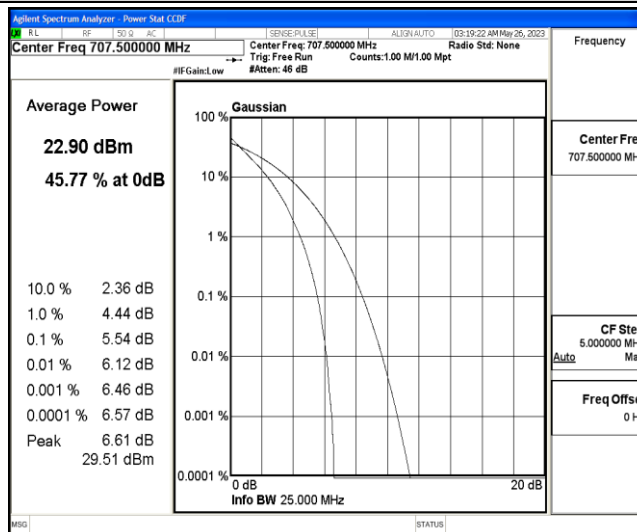 Agilent Spectrum Analyzer - Power Stat CCDF
RL RF 50 Ω AC SENSE:PULSE ALIGN AUTO 03:19:22 AM May 26, 2023
Center Freq 707.500000 MHz
Center Freq: 707.500000 MHz Radio Std: None
Trig: Free Run Counts:1.00 M/1.00 Mpt
#IFGain:Low #Atten: 46 dB
Frequency
Average Power
22.90 dBm
45.77 % at 0dB
10.0 % 2.36 dB
1.0 % 4.44 dB
0.1 % 5.54 dB
0.01 % 6.12 dB
0.001 % 6.46 dB
0.0001 % 6.57 dB
Peak 6.61 dB
29.51 dBm
Gaussian
100 %
10 %
1 %
0.1 %
0.01 %
0.001 %
0.0001 %
0 dB 20 dB
Info BW 25.000 MHz
Center Fre
707.500000 MH
CF Ste
5.000000 MH
Auto Ma
Freq Offse
0 H
MSG STATUS